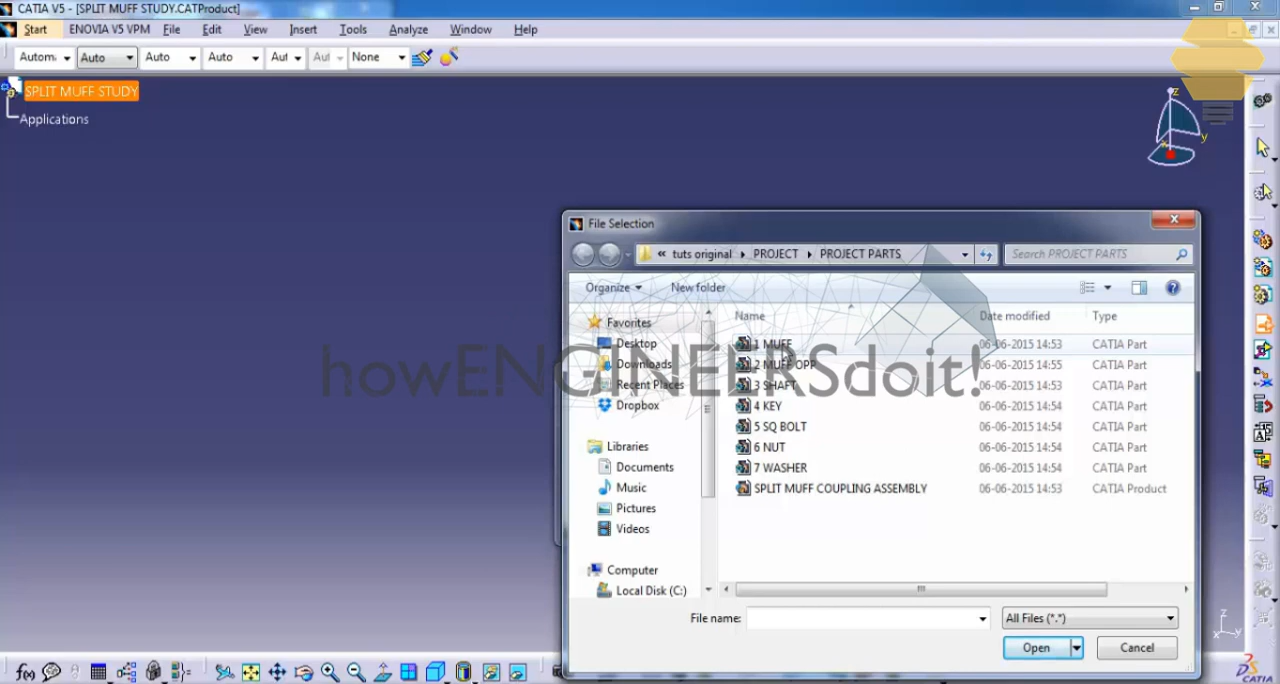 CATIA V5 - [SPLIT MUFF STUDY.CATProduct]
Start ENOVIA V5 VPM File Edit View Insert Tools Analyze Window Help
Autom Auto Auto Auto Aut Aut None
SPLIT MUFF STUDY
Applications
z
y
x
File Selection
« tuts original PROJECT PROJECT PARTS Search PROJECT PARTS
Organize New folder
Name Date modified Type
Favorites
Desktop
Downloads
Recent Places
Dropbox
Libraries
Documents
Music
Pictures
Videos
Computer
Local Disk (C:)
1 MUFF 06-06-2015 14:53 CATIA Part
2 MUFF OPP 06-06-2015 14:55 CATIA Part
3 SHAFT 06-06-2015 14:53 CATIA Part
4 KEY 06-06-2015 14:54 CATIA Part
5 SQ BOLT 06-06-2015 14:54 CATIA Part
6 NUT 06-06-2015 14:54 CATIA Part
7 WASHER 06-06-2015 14:54 CATIA Part
SPLIT MUFF COUPLING ASSEMBLY 06-06-2015 14:53 CATIA Product
howENGINEERSdoit!
File name: All Files (*.*)
Open Cancel
z
x y
f(x)
CATIA